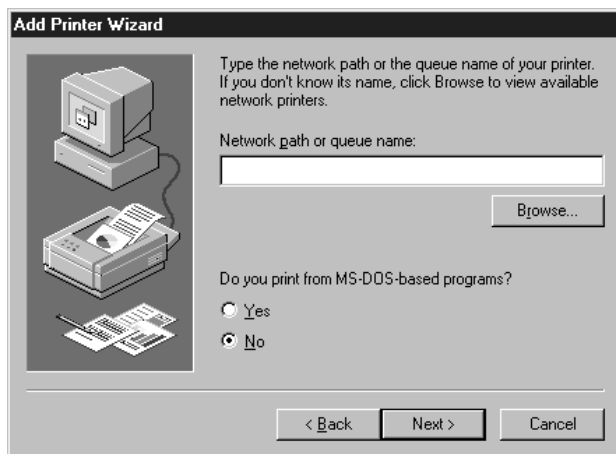 Add Printer Wizard
Type the network path or the queue name of your printer.
If you don't know its name, click Browse to view available
network printers.
Network path or queue name:
Browse...
Do you print from MS-DOS-based programs?
Yes
No
< Back
Next >
Cancel